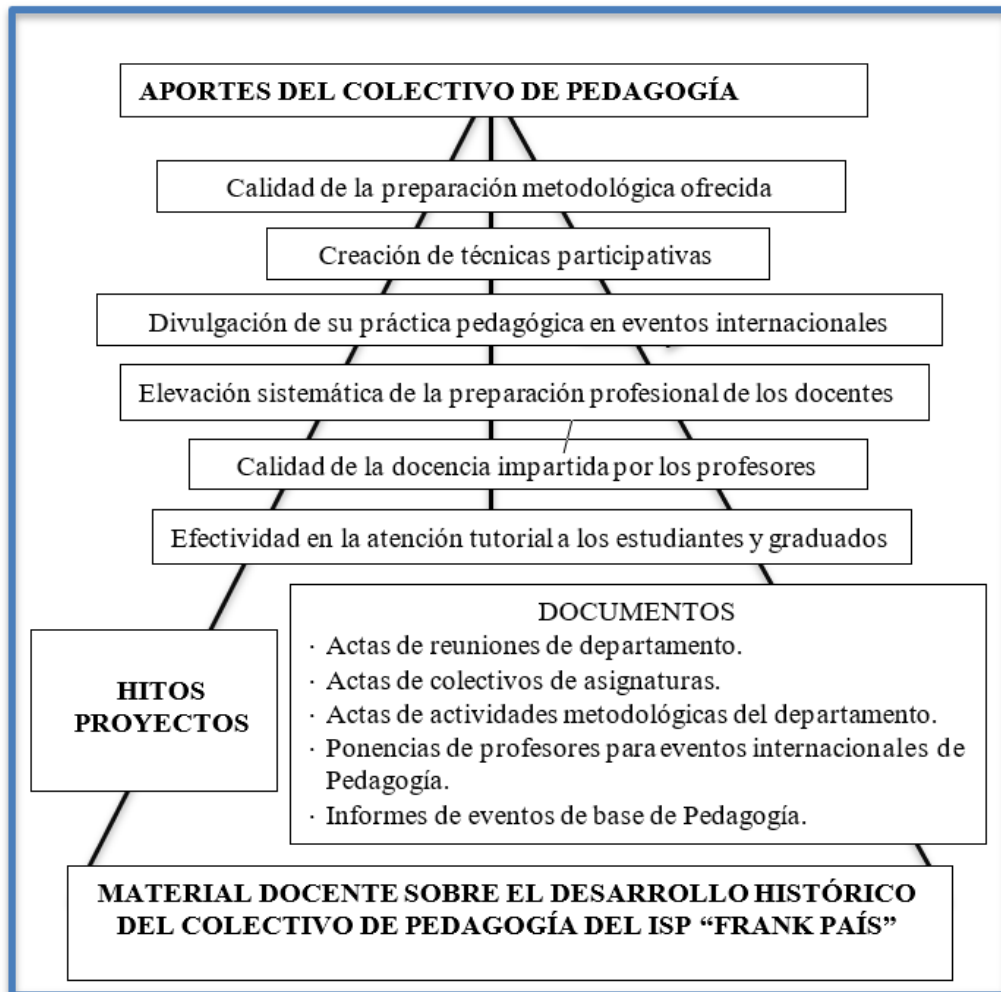 APORTES DEL COLECTIVO DE PEDAGOGÍA
Calidad de la preparación metodológica ofrecida
Creación de técnicas participativas
Divulgación de su práctica pedagógica en eventos internacionales
Elevación sistemática de la preparación profesional de los docentes
Calidad de la docencia impartida por los profesores
Efectividad en la atención tutorial a los estudiantes y graduados
HITOS
PROYECTOS
DOCUMENTOS
· Actas de reuniones de departamento.
· Actas de colectivos de asignaturas.
· Actas de actividades metodológicas del departamento.
· Ponencias de profesores para eventos internacionales de
Pedagogía.
· Informes de eventos de base de Pedagogía.
MATERIAL DOCENTE SOBRE EL DESARROLLO HISTÓRICO
DEL COLECTIVO DE PEDAGOGÍA DEL ISP “FRANK PAÍS”